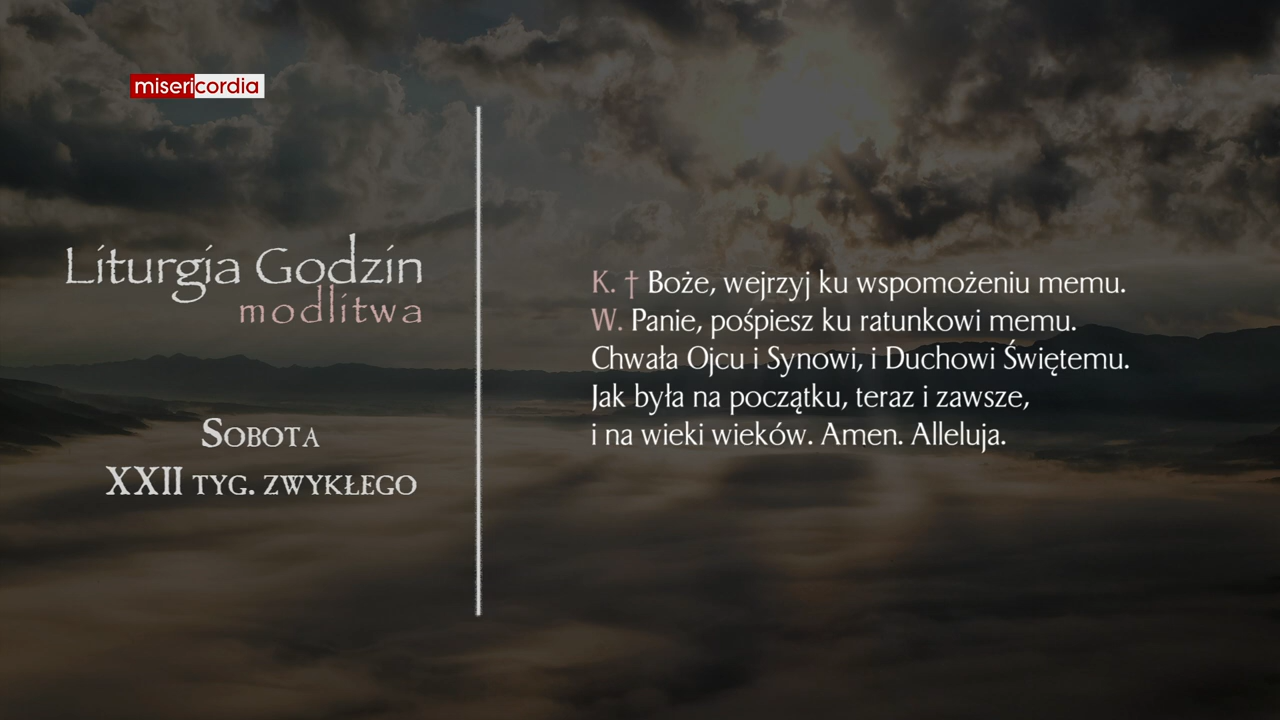 misericordia
Liturgia Godzin
modlitwa
Sobota
XXII tyg. zwykłego
K. † Boże, wejrzyj ku wspomożeniu memu.
W. Panie, pośpiesz ku ratunkowi memu.
Chwała Ojcu i Synowi, i Duchowi Świętemu.
Jak była na początku, teraz i zawsze,
i na wieki wieków. Amen. Alleluja.